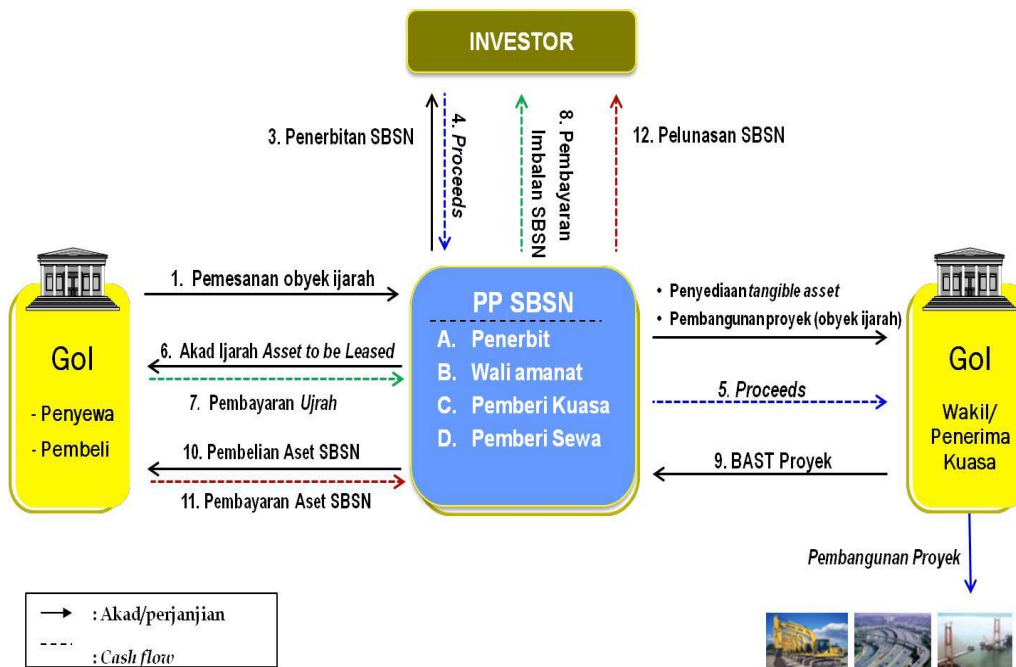 INVESTOR
3. Penerbitan SBSN
4. Proceeds
8. Pembayaran
Imbalan SBSN
12. Pelunasan SBSN
1. Pemesanan obyek ijarah
6. Akad Ijarah Asset to be Leased
7. Pembayaran Ujrah
10. Pembelian Aset SBSN
11. Pembayaran Aset SBSN
GoI
- Penyewa
- Pembeli
PP SBSN
A. Penerbit
B. Wali amanat
C. Pemberi Kuasa
D. Pemberi Sewa
• Penyediaan tangible asset
• Pembangunan proyek (obyek ijarah)
5. Proceeds
9. BAST Proyek
GoI
Wakil/
Penerima
Kuasa
Pembangunan Proyek
: Akad/perjanjian
: Cash flow